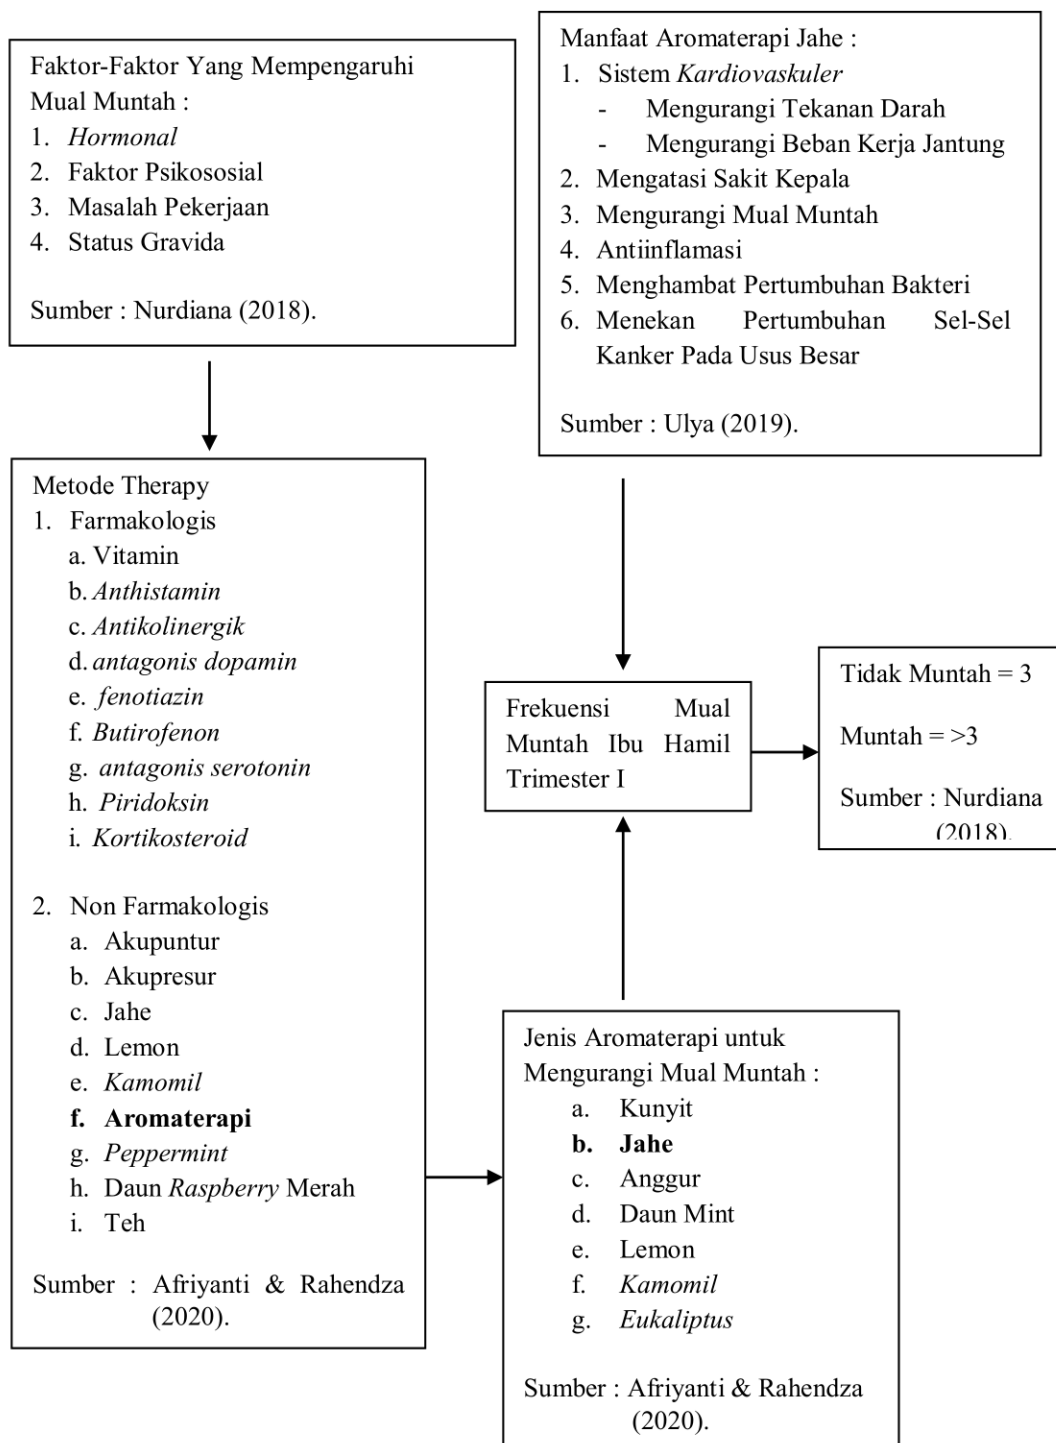 Faktor-Faktor Yang Mempengaruhi
Mual Muntah :
1. Hormonal
2. Faktor Psikososial
3. Masalah Pekerjaan
4. Status Gravida
Sumber : Nurdiana (2018).
Manfaat Aromaterapi Jahe :
1. Sistem Kardiovaskuler
- Mengurangi Tekanan Darah
- Mengurangi Beban Kerja Jantung
2. Mengatasi Sakit Kepala
3. Mengurangi Mual Muntah
4. Antiinflamasi
5. Menghambat Pertumbuhan Bakteri
6. Menekan Pertumbuhan Sel-Sel
Kanker Pada Usus Besar
Sumber : Ulya (2019).
Metode Therapy
1. Farmakologis
a. Vitamin
b. Anthistamin
c. Antikolinergik
d. antagonis dopamin
e. fenotiazin
f. Butirofenon
g. antagonis serotonin
h. Piridoksin
i. Kortikosteroid
2. Non Farmakologis
a. Akupuntur
b. Akupresur
c. Jahe
d. Lemon
e. Kamomil
f. Aromaterapi
g. Peppermint
h. Daun Raspberry Merah
i. Teh
Sumber : Afriyanti & Rahendza
(2020).
Frekuensi Mual
Muntah Ibu Hamil
Trimester I
Tidak Muntah = 3
Muntah = >3
Sumber : Nurdiana
(2018).
Jenis Aromaterapi untuk
Mengurangi Mual Muntah :
a. Kunyit
b. Jahe
c. Anggur
d. Daun Mint
e. Lemon
f. Kamomil
g. Eukaliptus
Sumber : Afriyanti & Rahendza
(2020).